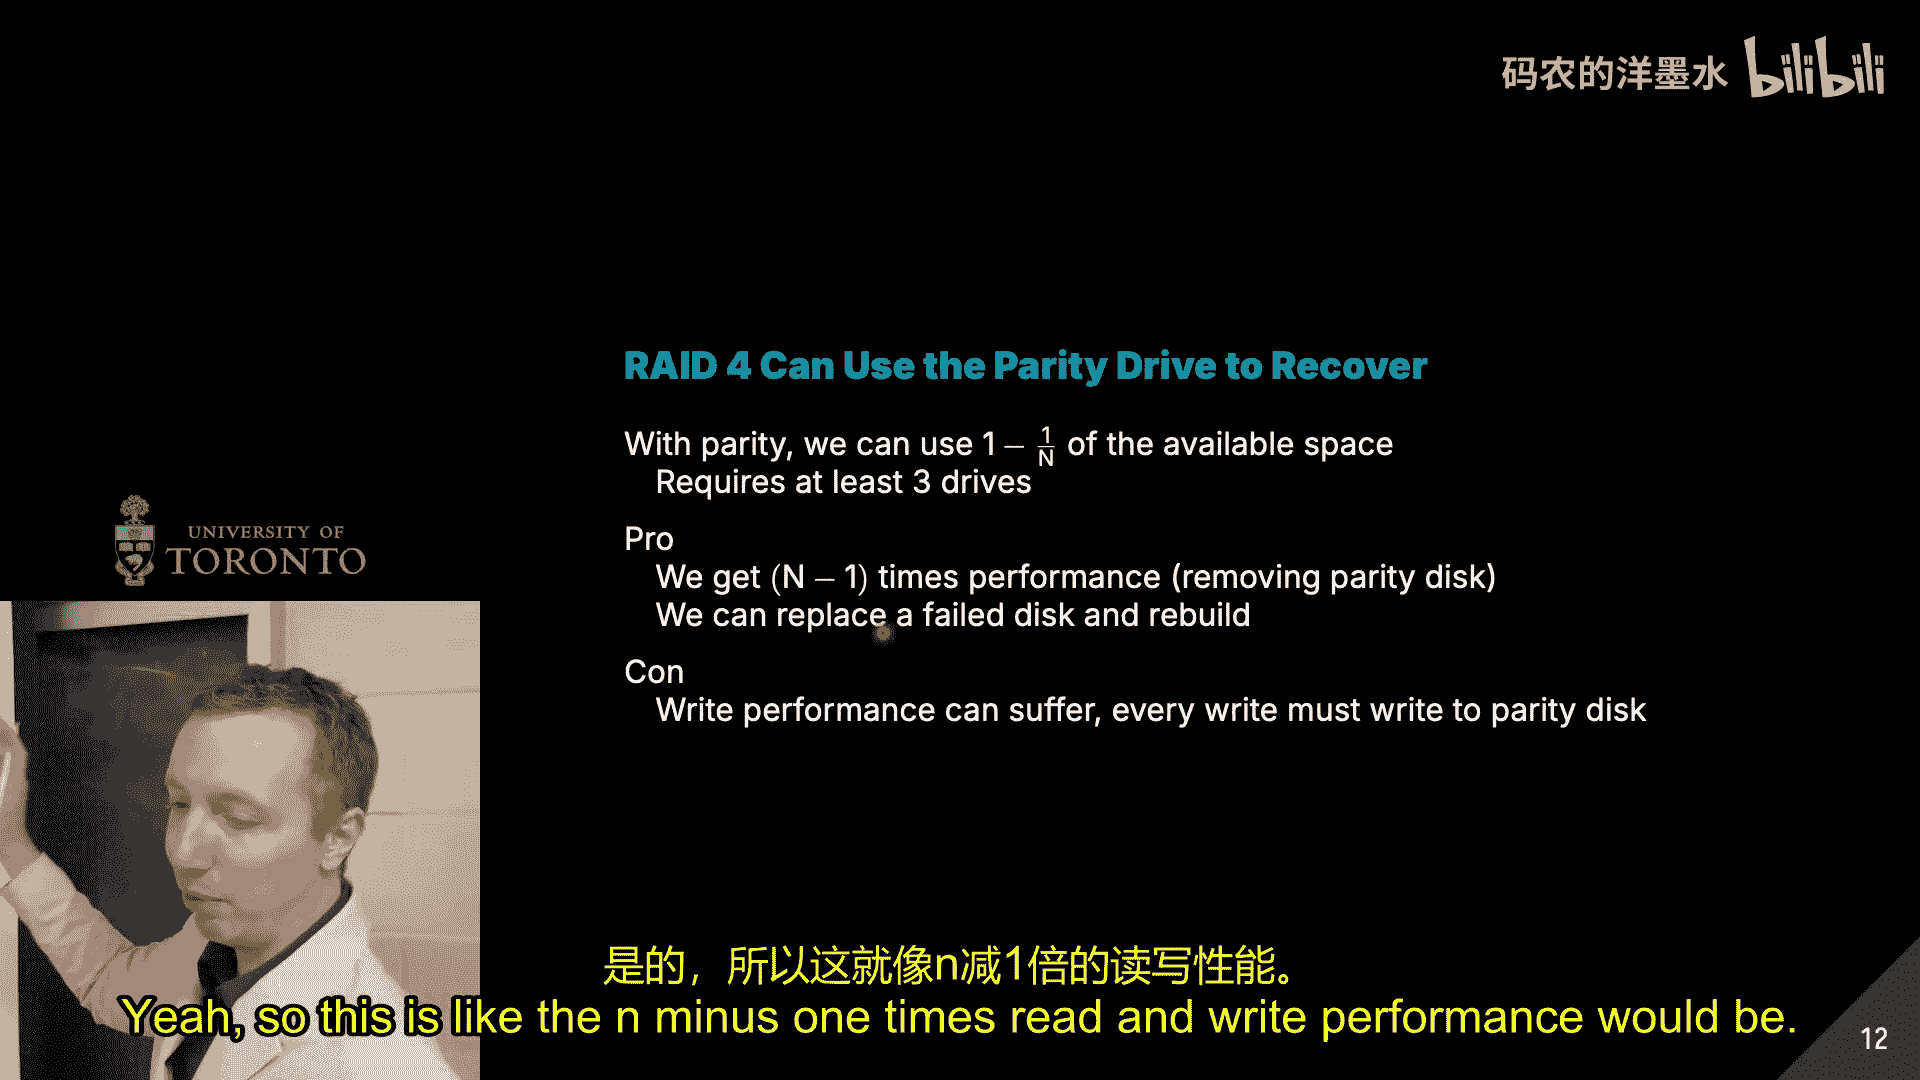 码农的洋墨水 bilibili
RAID 4 Can Use the Parity Drive to Recover
With parity, we can use 1 − 1/N of the available space
Requires at least 3 drives
Pro
We get (N − 1) times performance (removing parity disk)
We can replace a failed disk and rebuild
Con
Write performance can suffer, every write must write to parity disk
UNIVERSITY OF
TORONTO
是的，所以这就像n减1倍的读写性能。
Yeah, so this is like the n minus one times read and write performance would be.
12